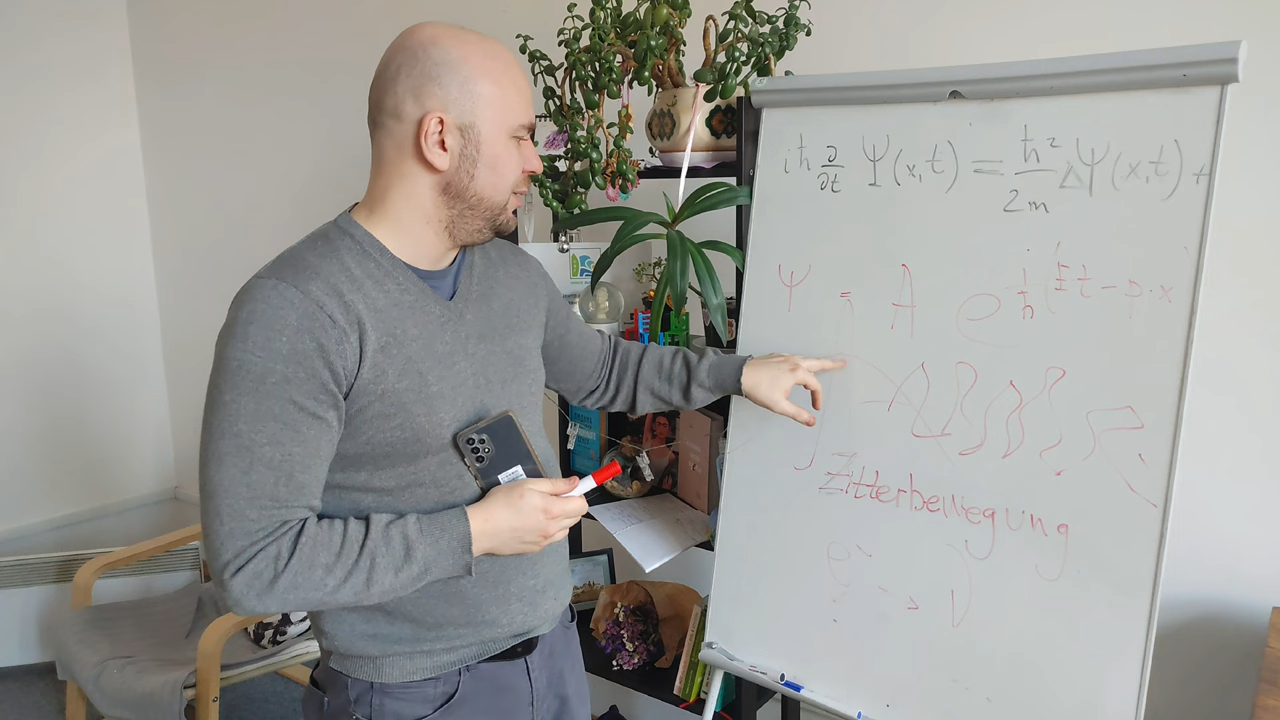 iħ ∂/∂t Ψ(x,t) = ħ²/2m ΔΨ(x,t) +
Ψ = A e i/ħ (Et - p·x
Zitterbewegung